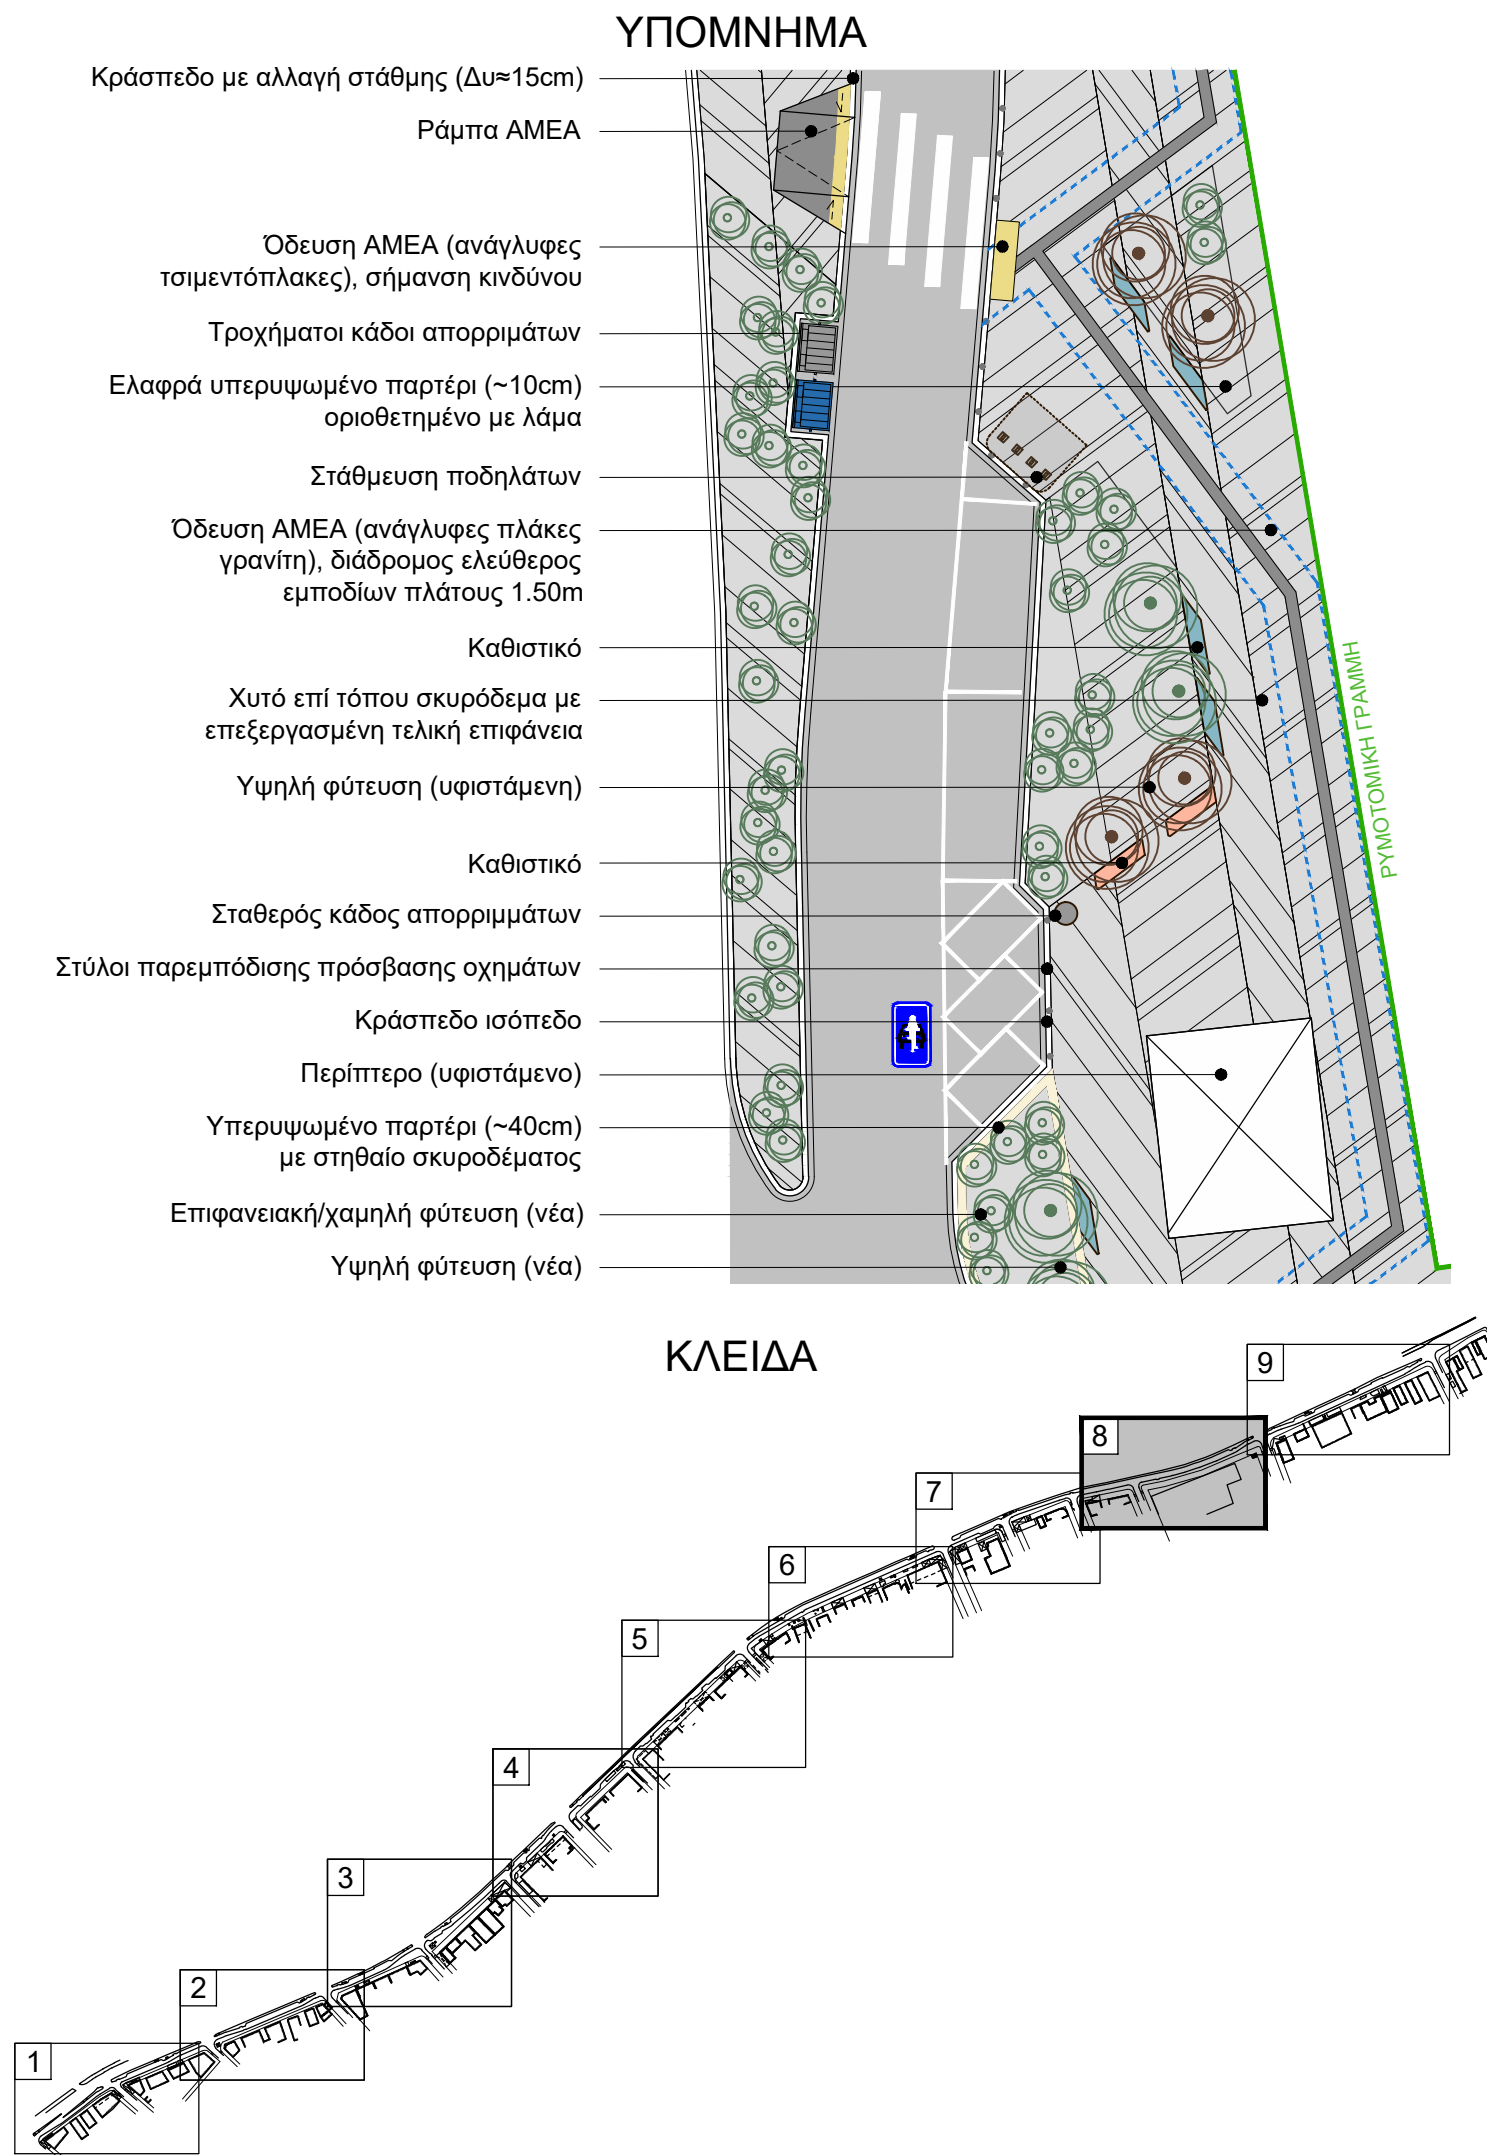 ΥΠΟΜΝΗΜΑ
Κράσπεδο με αλλαγή στάθμης (Δυ≈15cm)
Ράμπα ΑΜΕΑ
Όδευση ΑΜΕΑ (ανάγλυφες
τσιμεντόπλακες), σήμανση κινδύνου
Τροχήματοι κάδοι απορριμάτων
Ελαφρά υπερυψωμένο παρτέρι (~10cm)
οριοθετημένο με λάμα
Στάθμευση ποδηλάτων
Όδευση ΑΜΕΑ (ανάγλυφες πλάκες
γρανίτη), διάδρομος ελεύθερος
εμποδίων πλάτους 1.50m
Καθιστικό
Χυτό επί τόπου σκυρόδεμα με
επεξεργασμένη τελική επιφάνεια
Υψηλή φύτευση (υφιστάμενη)
Καθιστικό
Σταθερός κάδος απορριμμάτων
Στύλοι παρεμπόδισης πρόσβασης οχημάτων
Κράσπεδο ισόπεδο
Περίπτερο (υφιστάμενο)
Υπερυψωμένο παρτέρι (~40cm)
με στηθαίο σκυροδέματος
Επιφανειακή/χαμηλή φύτευση (νέα)
Υψηλή φύτευση (νέα)
ΡΥΜΟΤΟΜΙΚΗ ΓΡΑΜΜΗ
ΚΛΕΙΔΑ
9
8
7
6
5
4
3
2
1